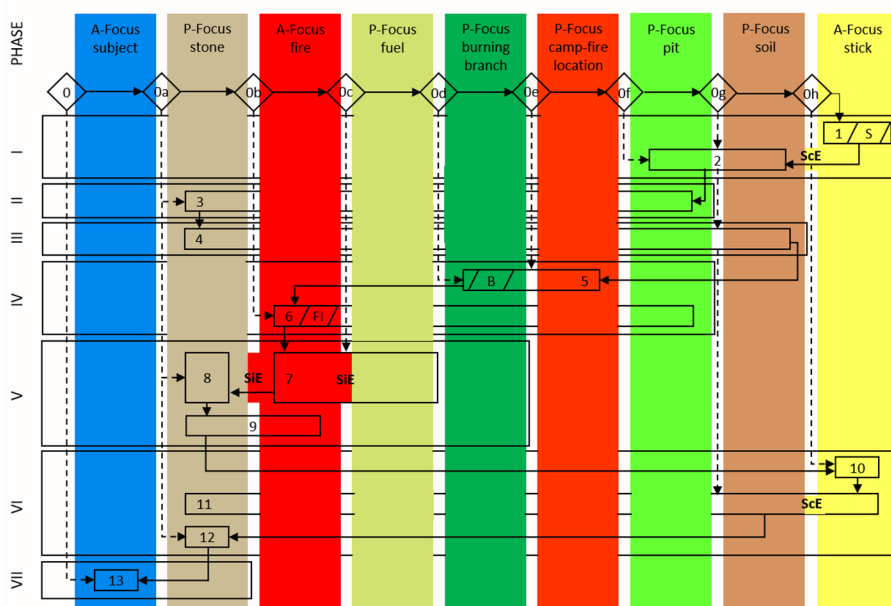 PHASE
A-Focus
subject
P-Focus
stone
A-Focus
fire
P-Focus
fuel
P-Focus
burning
branch
P-Focus
camp-fire
location
P-Focus
pit
P-Focus
soil
A-Focus
stick
0
0a
0b
0c
0d
0e
0f
0g
0h
I
1
S
2
ScE
II
3
III
4
IV
B
5
6
FI
V
8
SiE
7
SiE
9
VI
10
11
ScE
12
VII
13